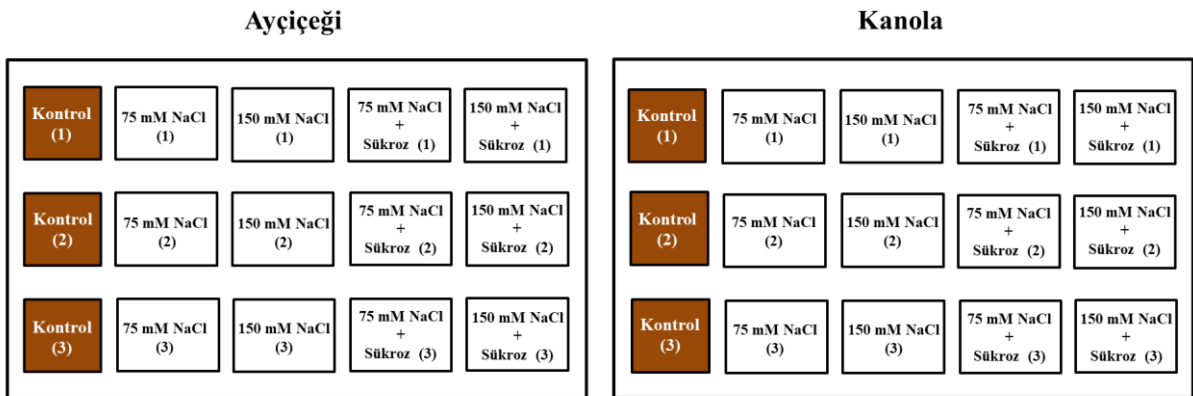 Ayçiçeği
Kontrol
(1)
75 mM NaCl
(1)
150 mM NaCl
(1)
75 mM NaCl
+
Sükroz (1)
150 mM NaCl
+
Sükroz (1)
Kontrol
(2)
75 mM NaCl
(2)
150 mM NaCl
(2)
75 mM NaCl
+
Sükroz (2)
150 mM NaCl
+
Sükroz (2)
Kontrol
(3)
75 mM NaCl
(3)
150 mM NaCl
(3)
75 mM NaCl
+
Sükroz (3)
150 mM NaCl
+
Sükroz (3)
Kanola
Kontrol
(1)
75 mM NaCl
(1)
150 mM NaCl
(1)
75 mM NaCl
+
Sükroz (1)
150 mM NaCl
+
Sükroz (1)
Kontrol
(2)
75 mM NaCl
(2)
150 mM NaCl
(2)
75 mM NaCl
+
Sükroz (2)
150 mM NaCl
+
Sükroz (2)
Kontrol
(3)
75 mM NaCl
(3)
150 mM NaCl
(3)
75 mM NaCl
+
Sükroz (3)
150 mM NaCl
+
Sükroz (3)